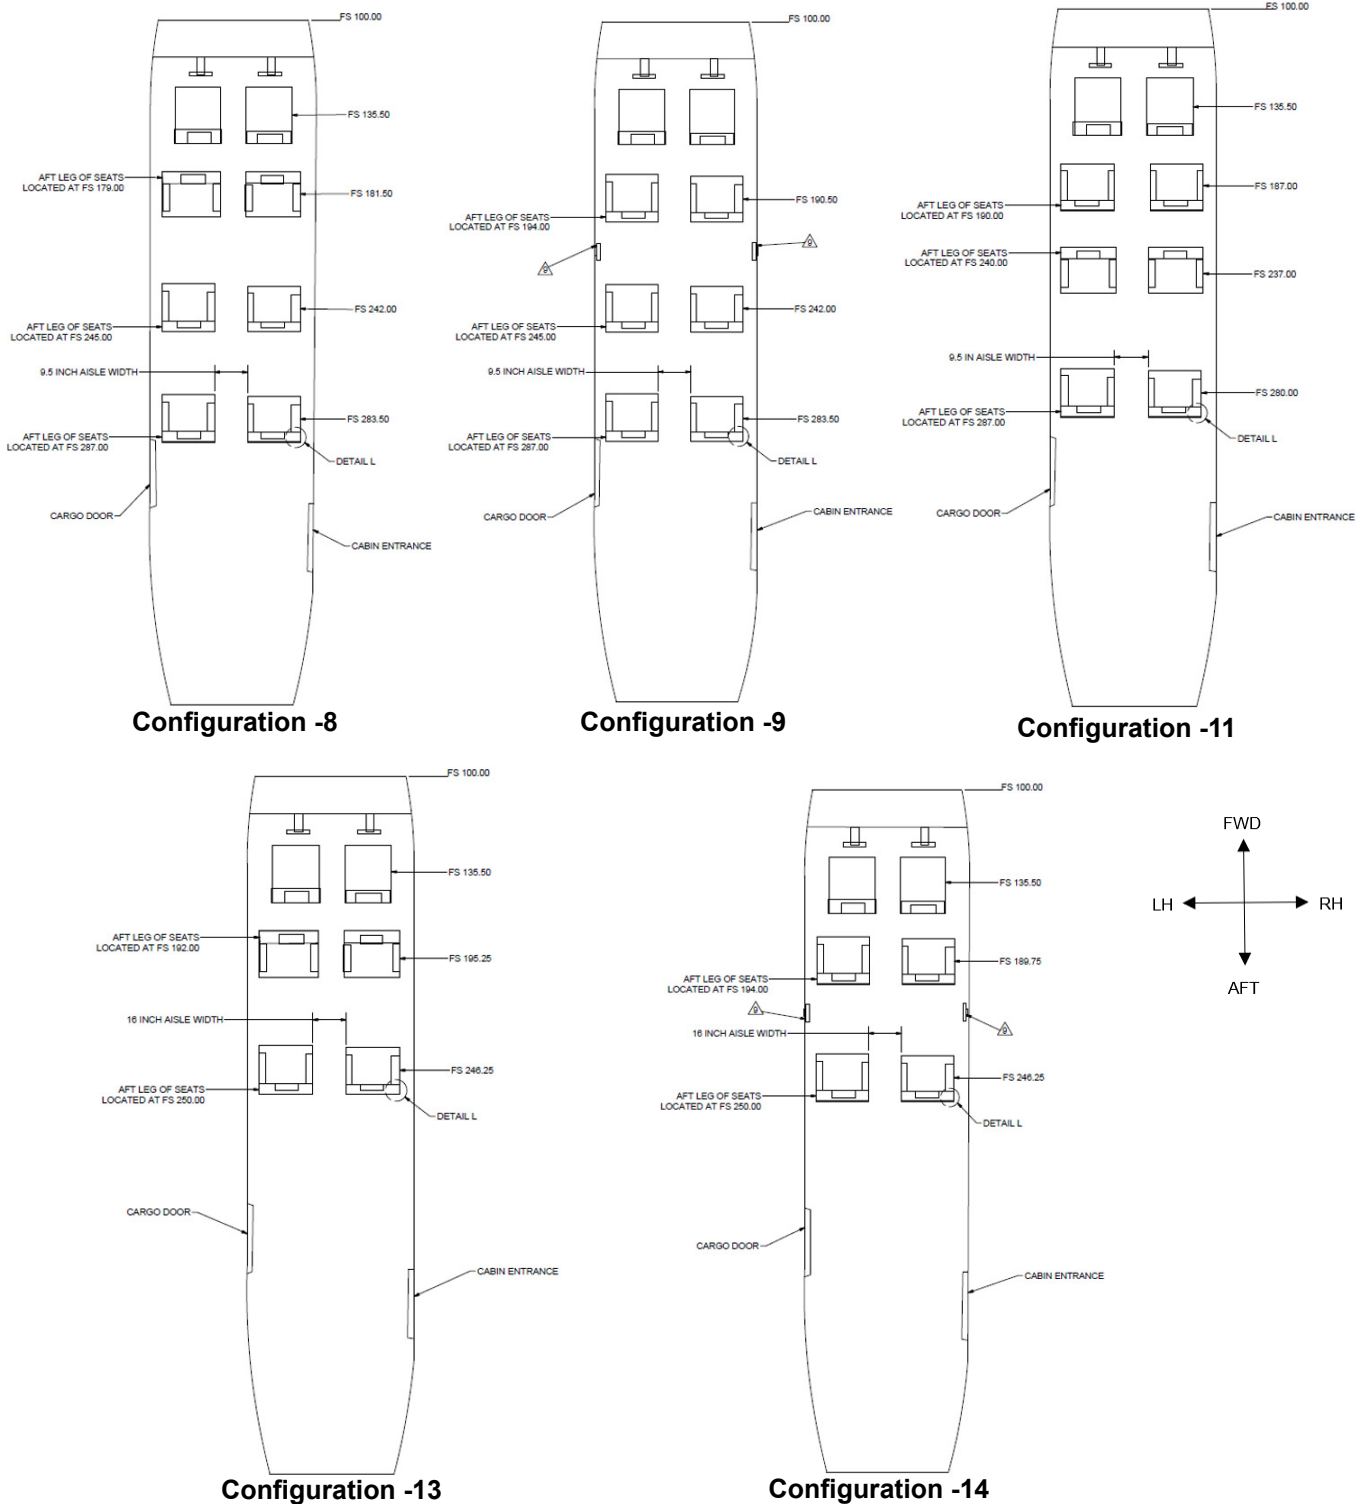 FS 100.00
FS 135.50
AFT LEG OF SEATS
LOCATED AT FS 179.00
FS 181.50
FS 242.00
AFT LEG OF SEATS
LOCATED AT FS 245.00
9.5 INCH AISLE WIDTH
FS 283.50
AFT LEG OF SEATS
LOCATED AT FS 287.00
DETAIL L
CARGO DOOR
CABIN ENTRANCE
Configuration -8
FS 100.00
FS 190.50
AFT LEG OF SEATS
LOCATED AT FS 194.00
9
9
FS 242.00
AFT LEG OF SEATS
LOCATED AT FS 245.00
9.5 INCH AISLE WIDTH
FS 283.50
AFT LEG OF SEATS
LOCATED AT FS 287.00
DETAIL L
CARGO DOOR
CABIN ENTRANCE
Configuration -9
FS 100.00
FS 135.50
FS 187.00
AFT LEG OF SEATS
LOCATED AT FS 190.00
AFT LEG OF SEATS
LOCATED AT FS 240.00
FS 237.00
9.5 IN AISLE WIDTH
FS 280.00
AFT LEG OF SEATS
LOCATED AT FS 287.00
DETAIL L
CARGO DOOR
CABIN ENTRANCE
Configuration -11
FS 100.00
FS 135.50
AFT LEG OF SEATS
LOCATED AT FS 192.00
FS 195.25
16 INCH AISLE WIDTH
FS 246.25
AFT LEG OF SEATS
LOCATED AT FS 250.00
DETAIL L
CARGO DOOR
CABIN ENTRANCE
Configuration -13
FS 100.00
FS 135.50
FS 189.75
AFT LEG OF SEATS
LOCATED AT FS 194.00
9
9
16 INCH AISLE WIDTH
FS 246.25
AFT LEG OF SEATS
LOCATED AT FS 250.00
DETAIL L
CARGO DOOR
CABIN ENTRANCE
Configuration -14
FWD
LH
RH
AFT